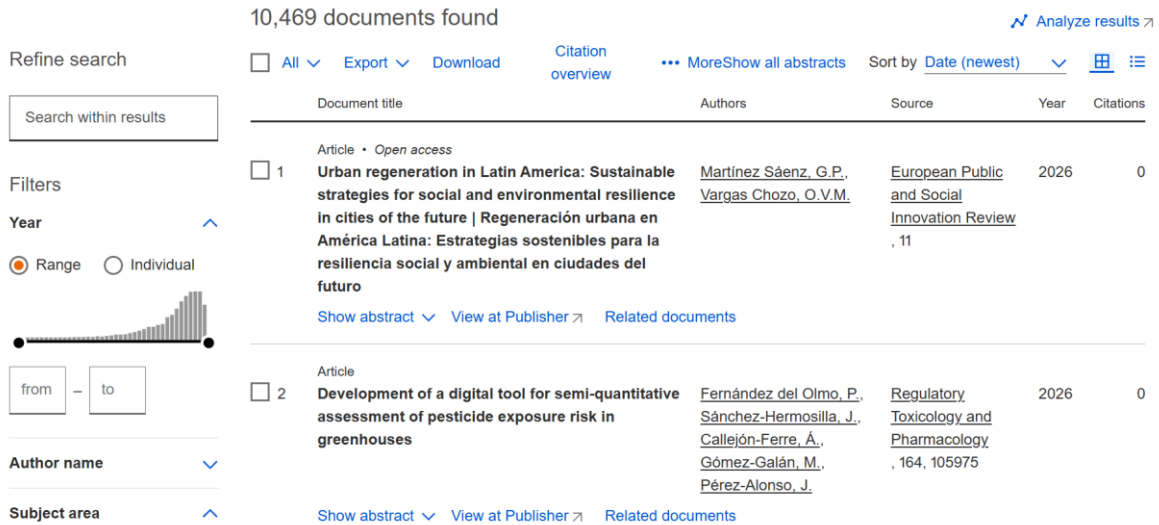 10,469 documents found
Analyze results
Refine search
All
Export
Download
Citation
overview
MoreShow all abstracts
Sort by Date (newest)
Search within results
Document title
Authors
Source
Year
Citations
Filters
Year
Range
Individual
from
–
to
Author name
Subject area
Article • Open access
1
Urban regeneration in Latin America: Sustainable
strategies for social and environmental resilience
in cities of the future | Regeneración urbana en
América Latina: Estrategias sostenibles para la
resiliencia social y ambiental en ciudades del
futuro
Martínez Sáenz, G.P.,
Vargas Chozo, O.V.M.
European Public
and Social
Innovation Review
, 11
2026
0
Show abstract
View at Publisher
Related documents
Article
2
Development of a digital tool for semi-quantitative
assessment of pesticide exposure risk in
greenhouses
Fernández del Olmo, P.,
Sánchez-Hermosilla, J.,
Callejón-Ferre, Á.,
Gómez-Galán, M.,
Pérez-Alonso, J.
Regulatory
Toxicology and
Pharmacology
, 164, 105975
2026
0
Show abstract
View at Publisher
Related documents